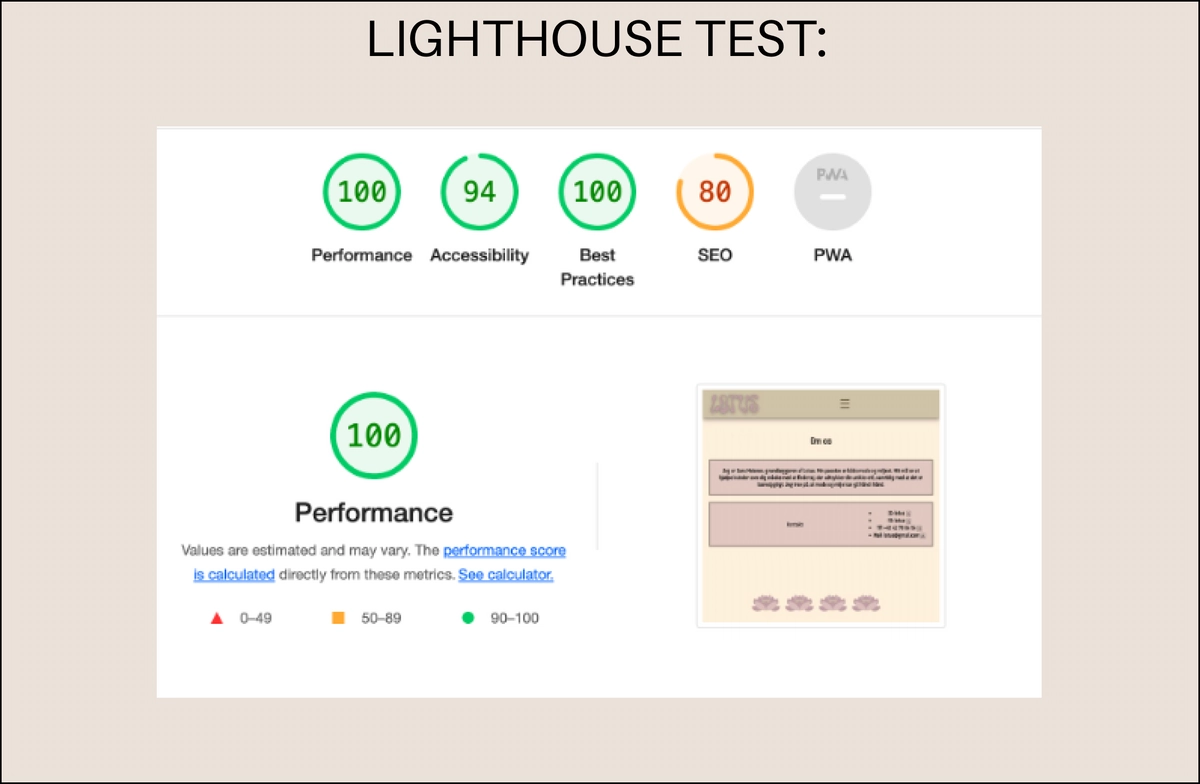 LIGHTHOUSE TEST:
100
94
100
80
PWA
Performance
Accessibility
Best
Practices
SEO
PWA
100
Performance
Values are estimated and may vary. The performance score
is calculated directly from these metrics. See calculator.
0–49
50–89
90–100
LOTUS
Om os
Kontakt